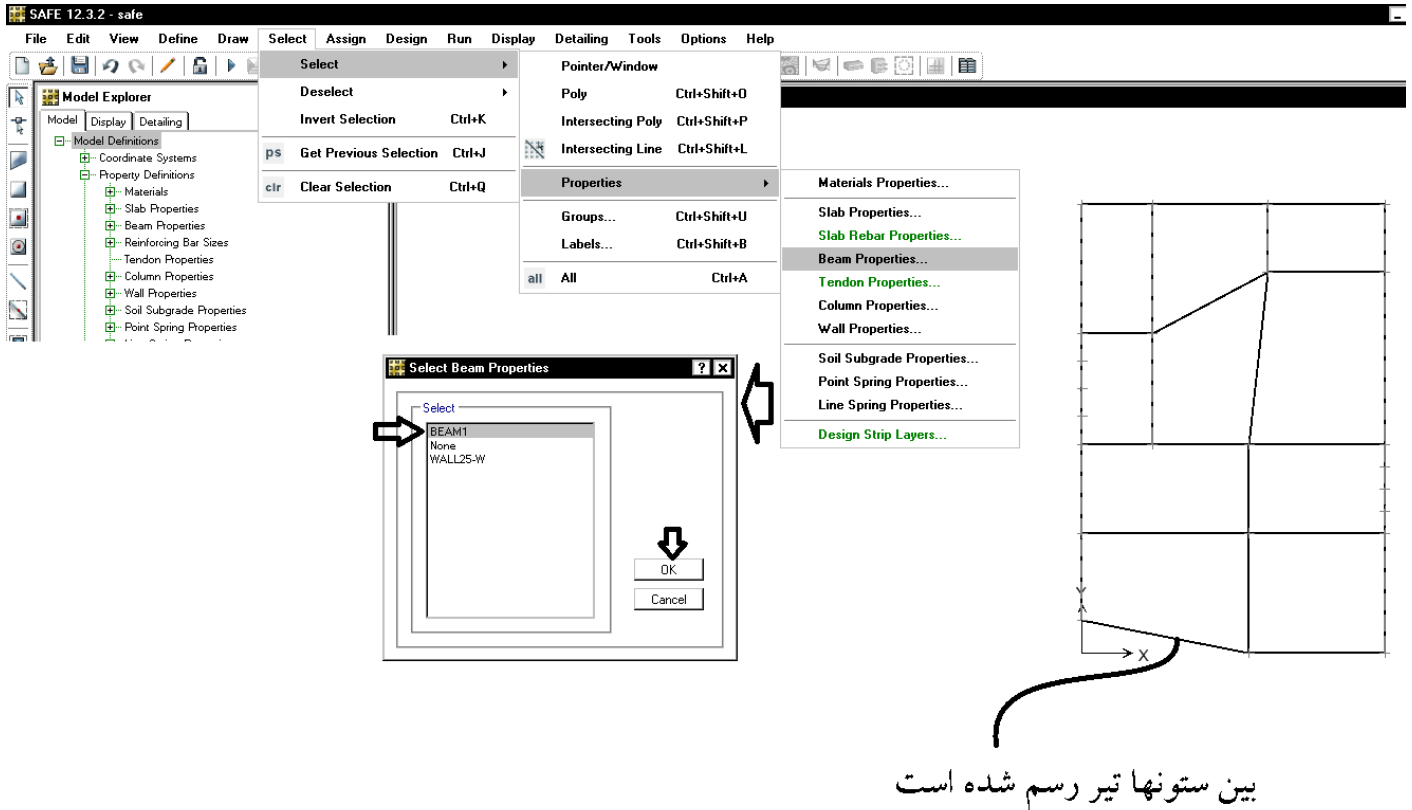 SAFE 12.3.2 - safe
File Edit View Define Draw Select Assign Design Run Display Detailing Tools Options Help
Model Explorer
Model Display Detailing
Model Definitions
Coordinate Systems
Property Definitions
Materials
Slab Properties
Beam Properties
Reinforcing Bar Sizes
Tendon Properties
Column Properties
Wall Properties
Soil Subgrade Properties
Point Spring Properties
Select
Deselect
Invert Selection Ctrl+K
ps Get Previous Selection Ctrl+J
clr Clear Selection Ctrl+Q
Pointer/Window
Poly Ctrl+Shift+O
Intersecting Poly Ctrl+Shift+P
Intersecting Line Ctrl+Shift+L
Properties
Groups... Ctrl+Shift+U
Labels... Ctrl+Shift+B
all All Ctrl+A
Materials Properties...
Slab Properties...
Slab Rebar Properties...
Beam Properties...
Tendon Properties...
Column Properties...
Wall Properties...
Soil Subgrade Properties...
Point Spring Properties...
Line Spring Properties...
Design Strip Layers...
Select Beam Properties
Select
BEAM1
None
WALL25-W
OK
Cancel
Y
X
بین ستونها تیر رسم شده است